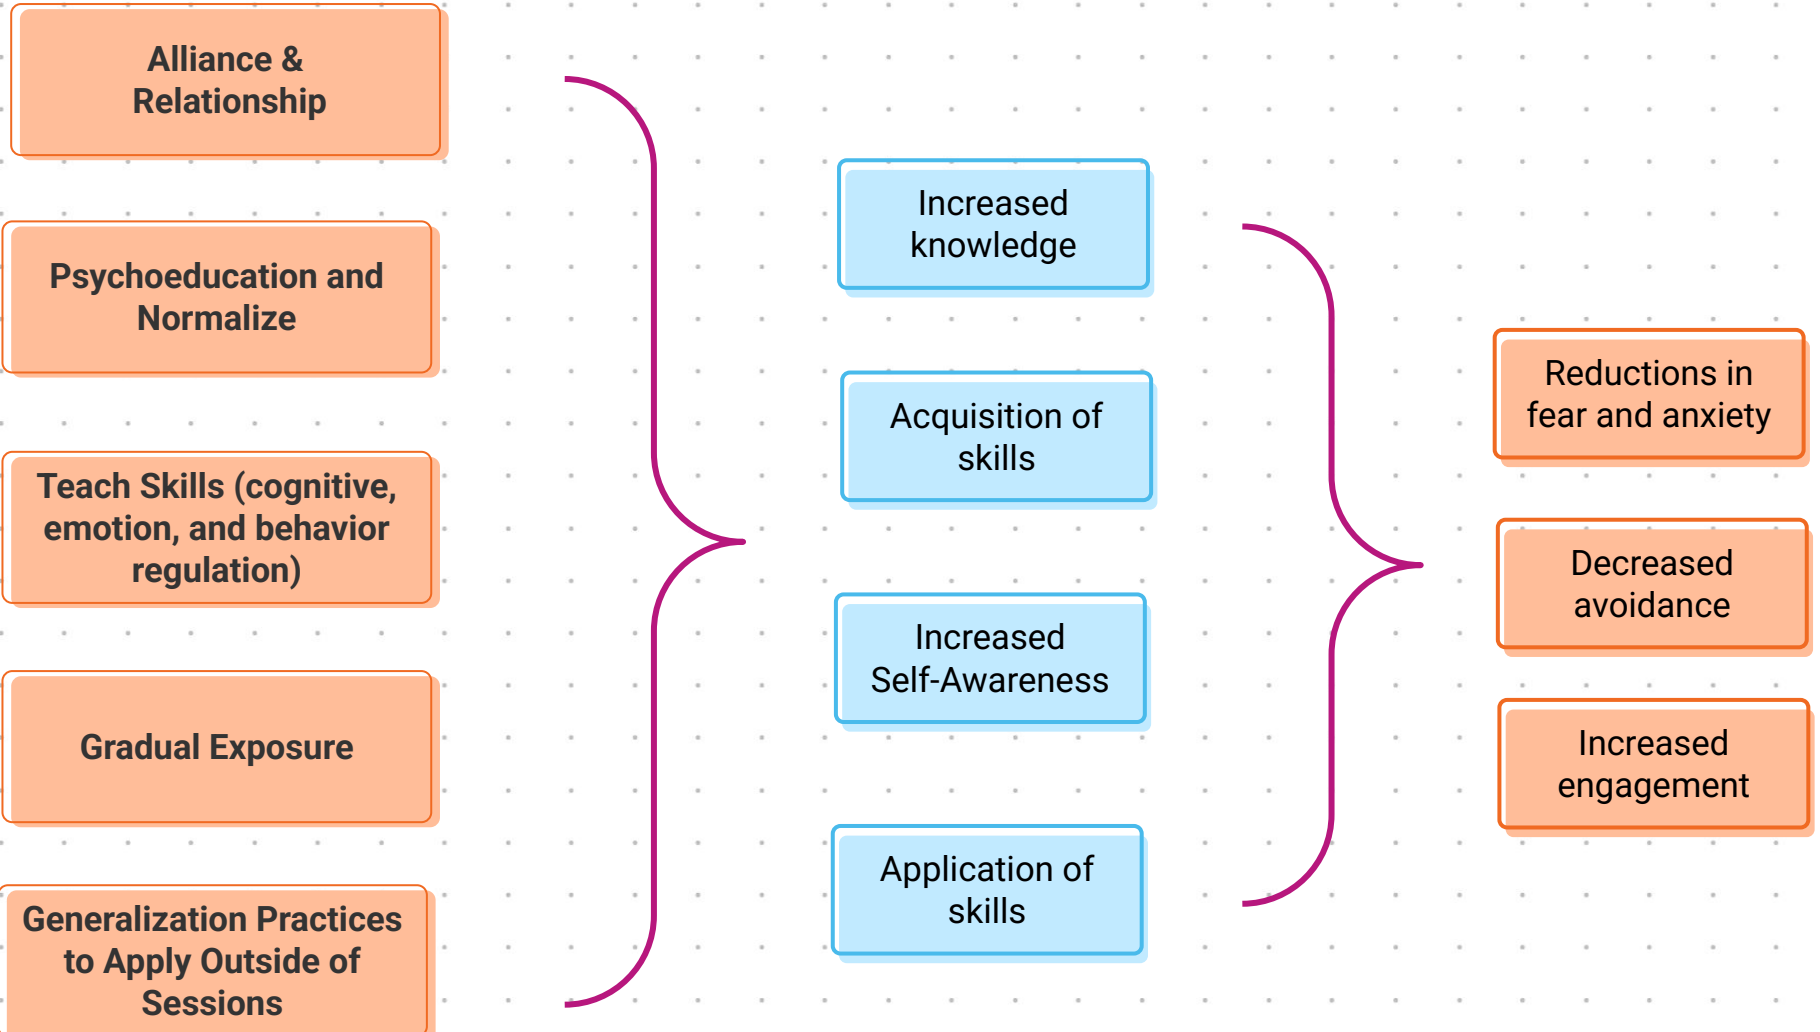 Alliance &
Relationship
Psychoeducation and
Normalize
Teach Skills (cognitive,
emotion, and behavior
regulation)
Gradual Exposure
Generalization Practices
to Apply Outside of
Sessions
Increased
knowledge
Acquisition of
skills
Increased
Self-Awareness
Application of
skills
Reductions in
fear and anxiety
Decreased
avoidance
Increased
engagement